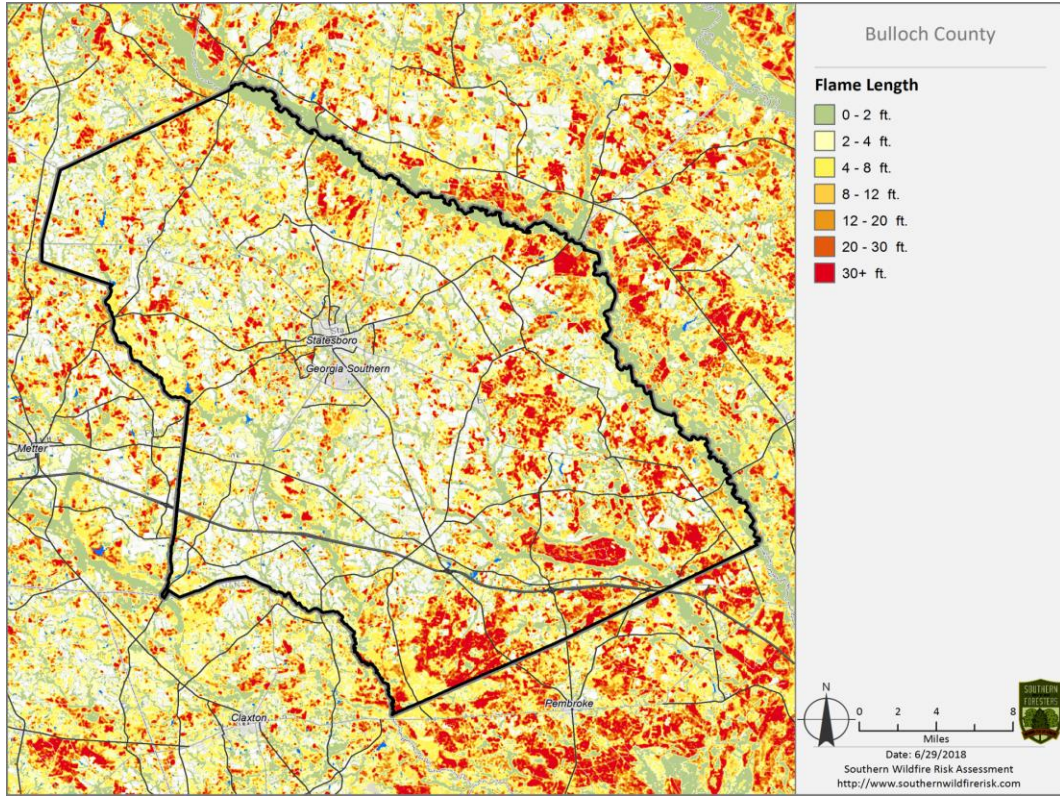 Bulloch County
Flame Length
0 - 2 ft.
2 - 4 ft.
4 - 8 ft.
8 - 12 ft.
12 - 20 ft.
20 - 30 ft.
30+ ft.
Statesboro
Georgia Southern
Metter
Claxton
Pembroke
N
0 2 4 8
Miles
Date: 6/29/2018
Southern Wildfire Risk Assessment
http://www.southernwildfirerisk.com
SOUTHERN
FORESTERS